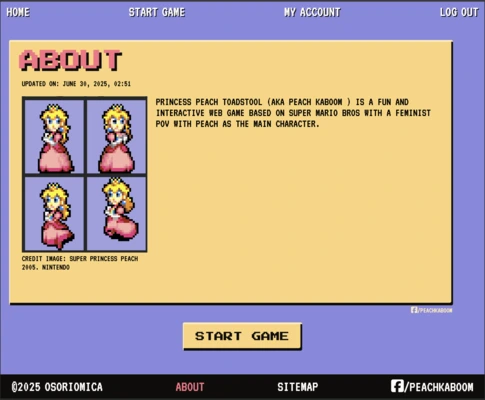 HOME START GAME MY ACCOUNT LOG OUT
ABOUT
UPDATED ON: JUNE 30, 2025, 02:51
PRINCESS PEACH TOADSTOOL (AKA PEACH KABOOM ) IS A FUN AND
INTERACTIVE WEB GAME BASED ON SUPER MARIO BROS WITH A FEMINIST
POV WITH PEACH AS THE MAIN CHARACTER.
CREDIT IMAGE: SUPER PRINCESS PEACH
2005. NINTENDO
/PEACHKABOOM
START GAME
©2025 OSORIOMICA ABOUT SITEMAP /PEACHKABOOM